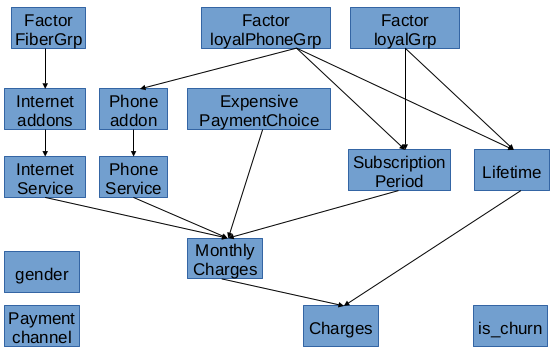 Factor
FiberGrp
Factor
loyalPhoneGrp
Factor
loyalGrp
Internet
addons
Phone
addon
Expensive
PaymentChoice
Internet
Service
Phone
Service
Subscription
Period
Lifetime
Monthly
Charges
gender
Payment
channel
Charges
is_churn